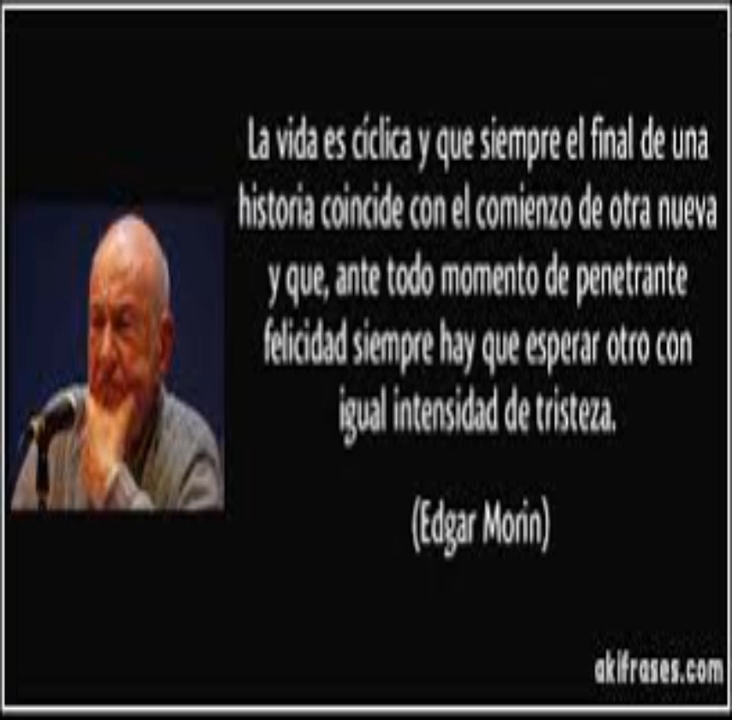 La vida es cíclica y que siempre el final de una
historia coincide con el comienzo de otra nueva
y que, ante todo momento de penetrante
felicidad siempre hay que esperar otro con
igual intensidad de tristeza.
(Edgar Morin)
akifrases.com